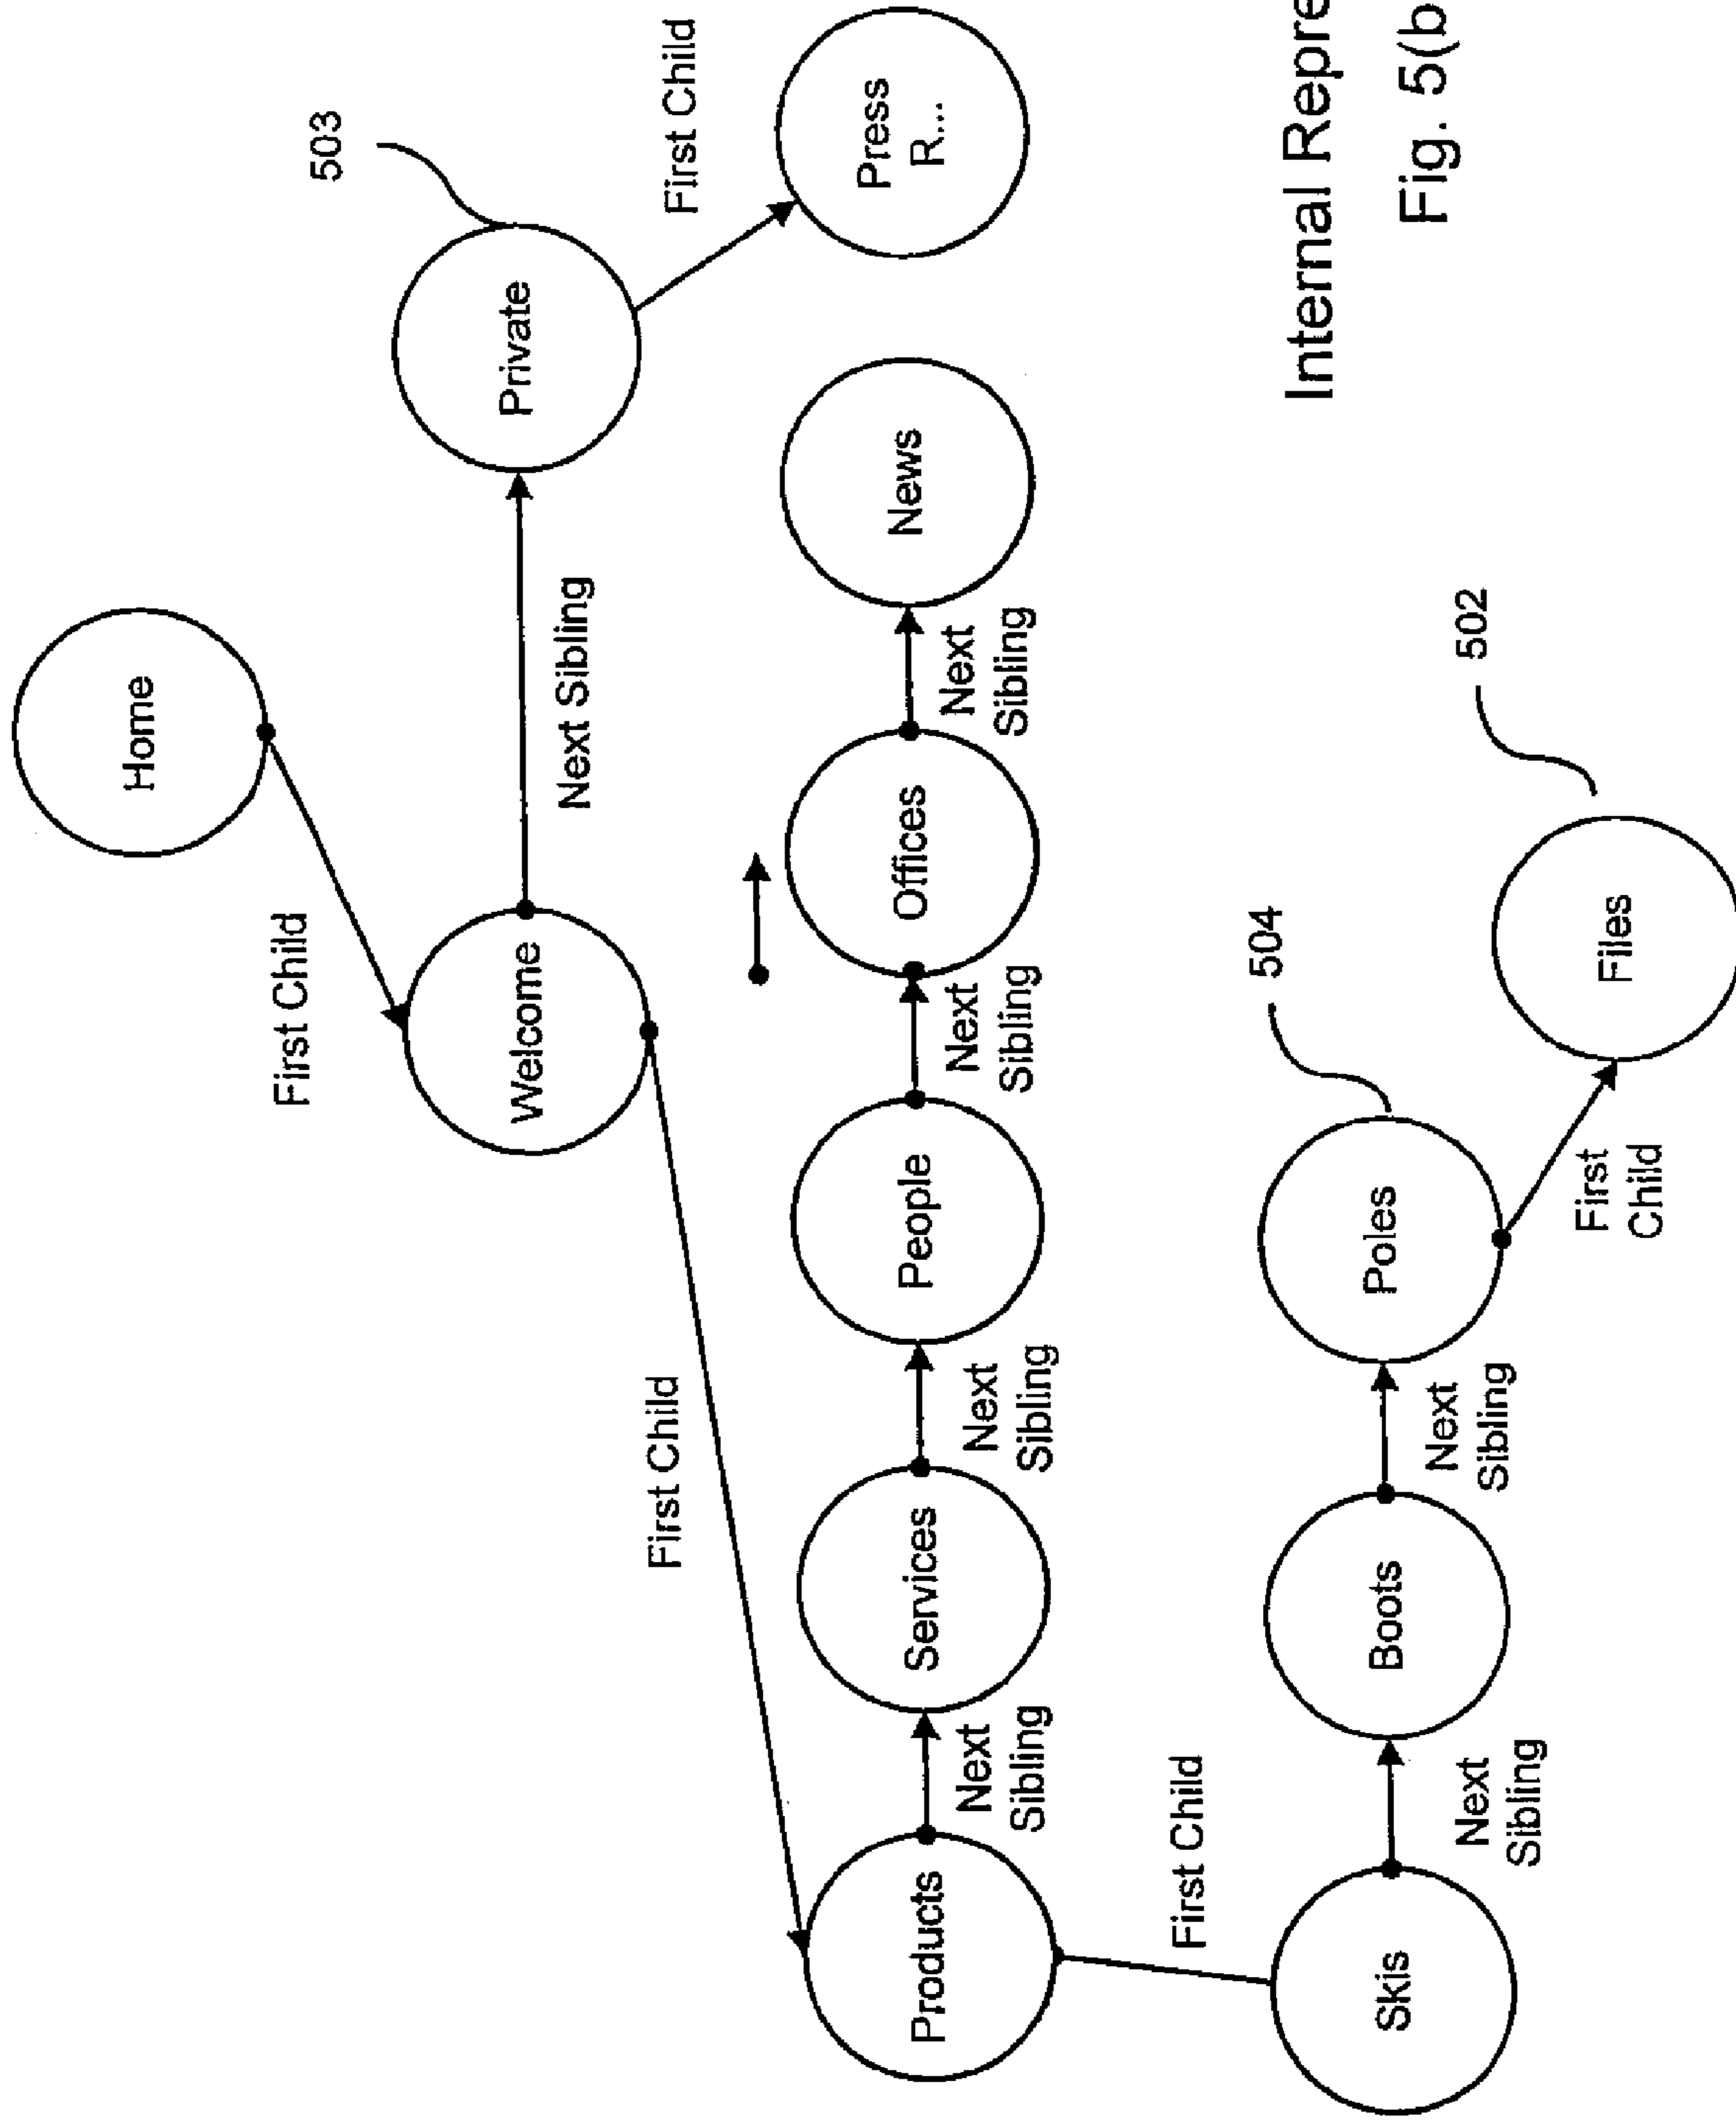 Home
First Child
503
Welcome
Next Sibling
Private
First Child
First Child
Press
R...
Products
Next
Sibling
Services
Next
Sibling
People
Next
Sibling
Offices
Next
Sibling
News
First Child
504
502
Skis
Next
Sibling
Boots
Next
Sibling
Poles
First
Child
Files
Internal Repre
Fig. 5(b